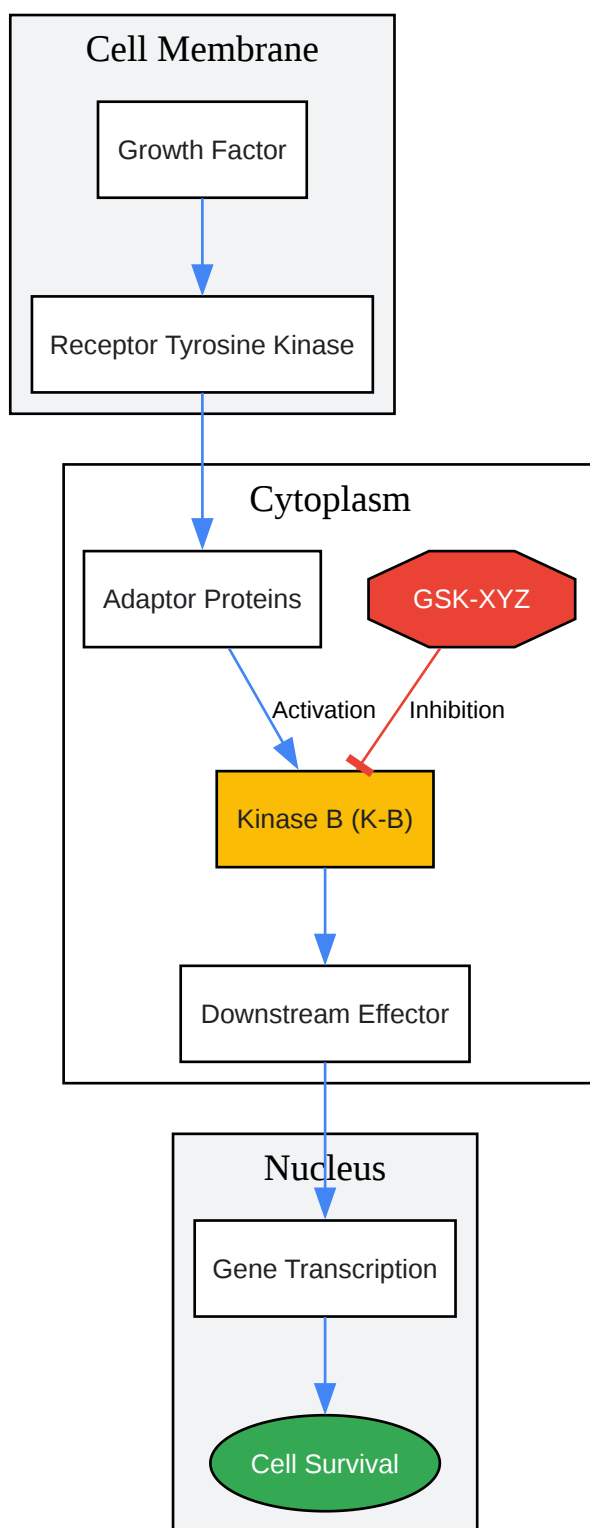 Cell Membrane
Growth Factor
Receptor Tyrosine Kinase
Cytoplasm
Adaptor Proteins
GSK-XYZ
Activation
Inhibition
Kinase B (K-B)
Downstream Effector
Nucleus
Gene Transcription
Cell Survival